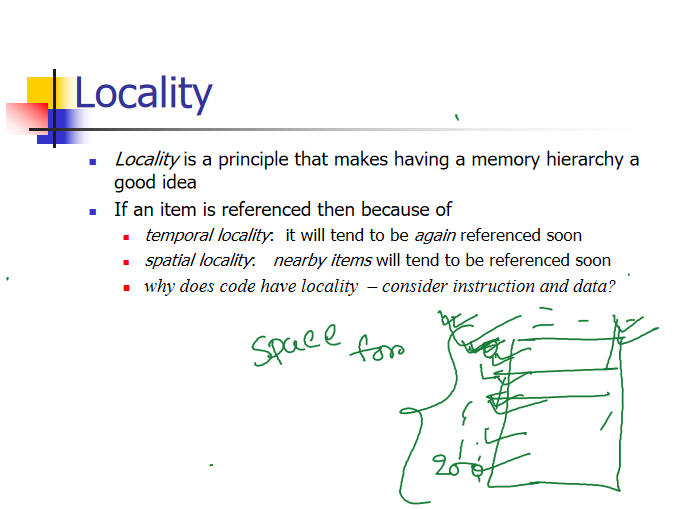 Locality
Locality is a principle that makes having a memory hierarchy a
good idea
If an item is referenced then because of
temporal locality: it will tend to be again referenced soon
spatial locality: nearby items will tend to be referenced soon
why does code have locality – consider instruction and data?
space for
200